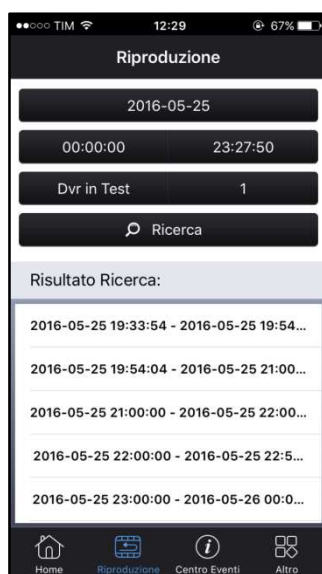 TIM 12:29 67%
Riproduzione
2016-05-25
00:00:00 23:27:50
Dvr in Test 1
Ricerca
Risultato Ricerca:
2016-05-25 19:33:54 - 2016-05-25 19:54...
2016-05-25 19:54:04 - 2016-05-25 21:00...
2016-05-25 21:00:00 - 2016-05-25 22:00...
2016-05-25 22:00:00 - 2016-05-25 22:5...
2016-05-25 23:00:00 - 2016-05-26 00:0...
Home Riproduzione Centro Eventi Altro